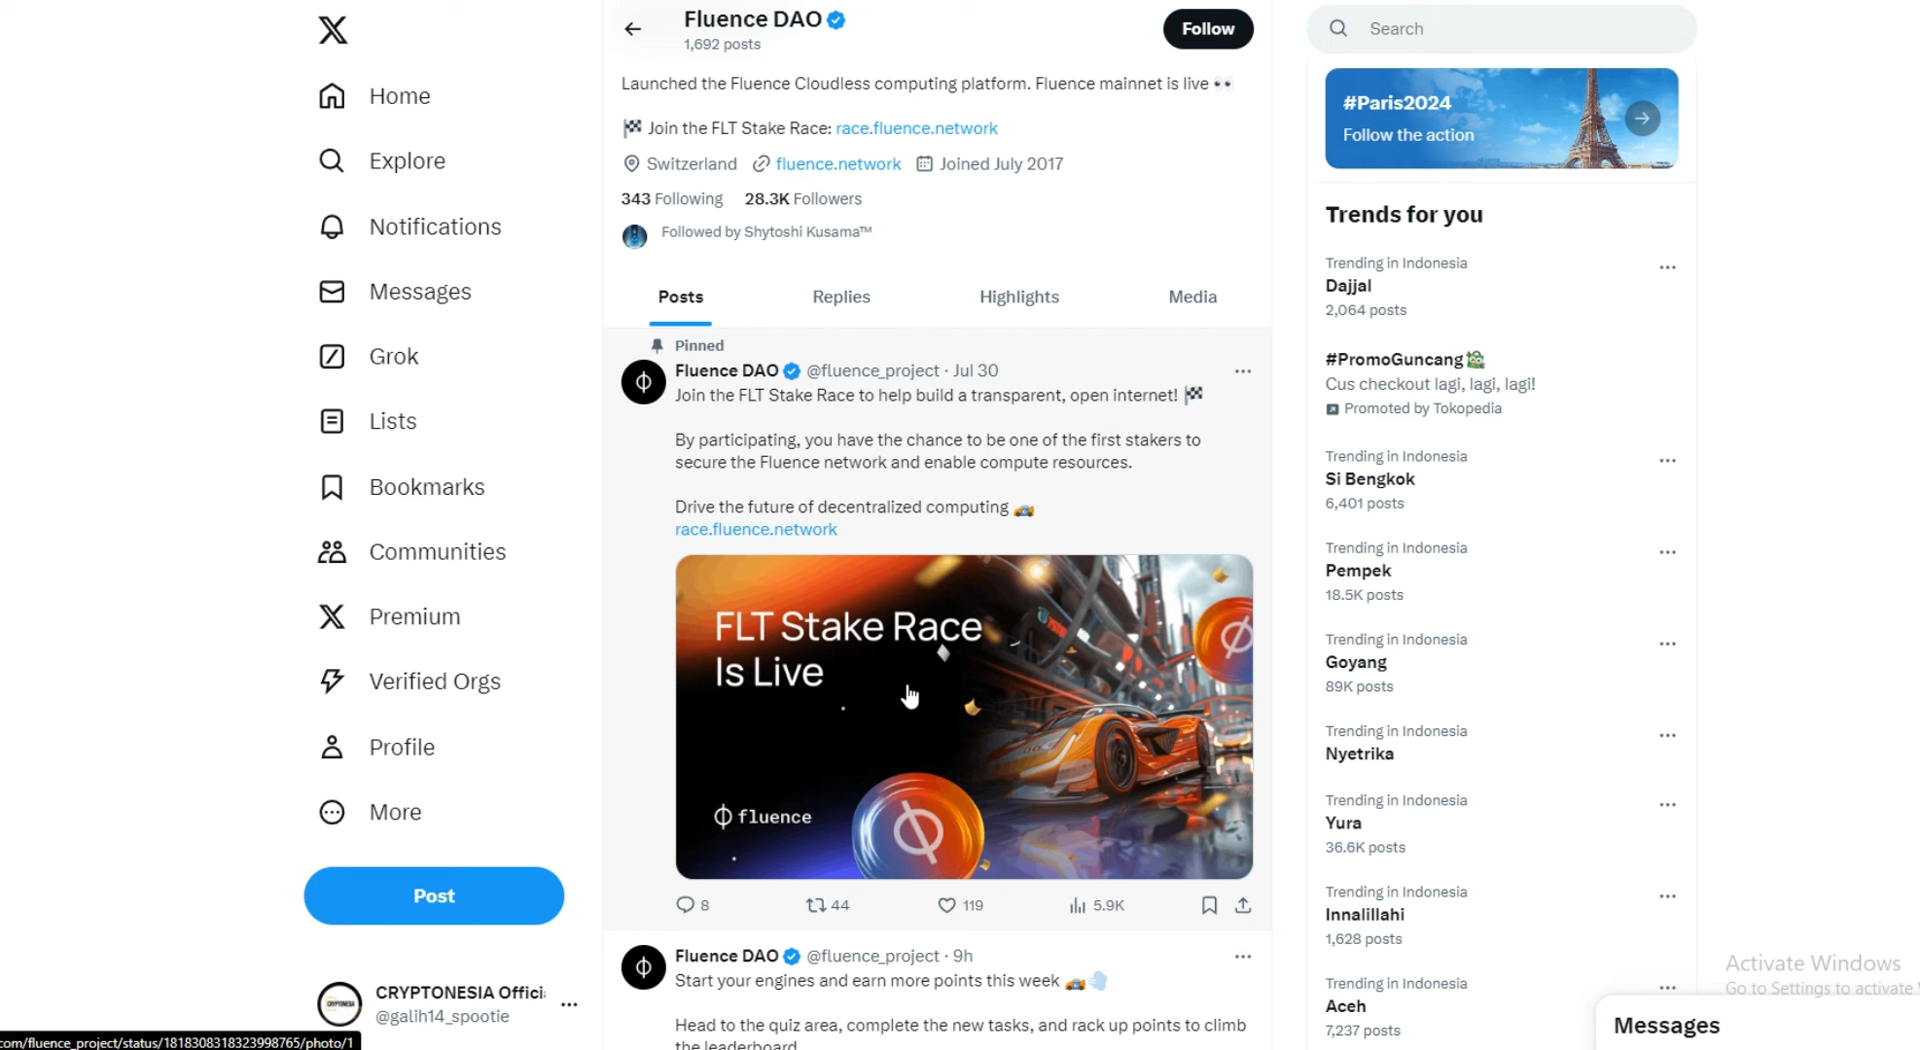 Home
Explore
Notifications
Messages
Grok
Lists
Bookmarks
Communities
Premium
Verified Orgs
Profile
More
Post
CRYPTONESIA Offici
@galih14_spootie
com/fluence_project/status/1818308318323998765/photo/1
Fluence DAO
1,692 posts
Follow
Launched the Fluence Cloudless computing platform. Fluence mainnet is live 👀
🏁 Join the FLT Stake Race: race.fluence.network
Switzerland fluence.network Joined July 2017
343 Following 28.3K Followers
Followed by Shytoshi Kusama™
Posts Replies Highlights Media
Pinned
Fluence DAO @fluence_project · Jul 30
Join the FLT Stake Race to help build a transparent, open internet! 🏁
By participating, you have the chance to be one of the first stakers to
secure the Fluence network and enable compute resources.
Drive the future of decentralized computing 🏎️
race.fluence.network
FLT Stake Race
Is Live
fluence
8 44 119 5.9K
Fluence DAO @fluence_project · 9h
Start your engines and earn more points this week 🏎️💨
Head to the quiz area, complete the new tasks, and rack up points to climb
the leaderboard
Search
#Paris2024
Follow the action
Trends for you
Trending in Indonesia
Dajjal
2,064 posts
#PromoGuncang
Cus checkout lagi, lagi, lagi!
Promoted by Tokopedia
Trending in Indonesia
Si Bengkok
6,401 posts
Trending in Indonesia
Pempek
18.5K posts
Trending in Indonesia
Goyang
89K posts
Trending in Indonesia
Nyetrika
Trending in Indonesia
Yura
36.6K posts
Trending in Indonesia
Innalillahi
1,628 posts
Trending in Indonesia
Aceh
7,237 posts
Activate Windows
Go to Settings to activate
Messages